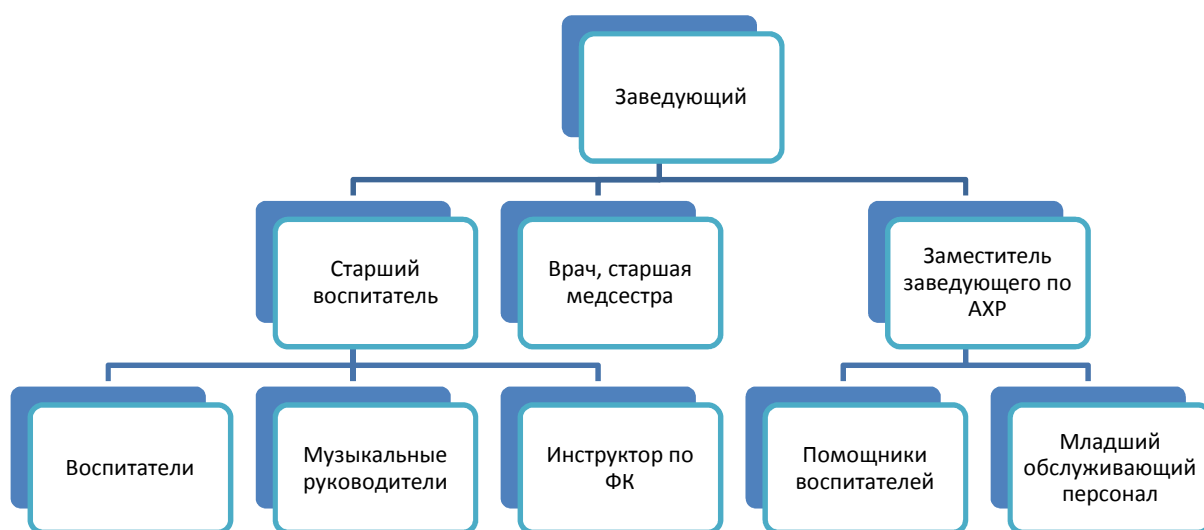 Заведующий
Старший
воспитатель
Врач, старшая
медсестра
Заместитель
заведующего по
АХР
Воспитатели
Музыкальные
руководители
Инструктор по
ФК
Помощники
воспитателей
Младший
обслуживающий
персонал